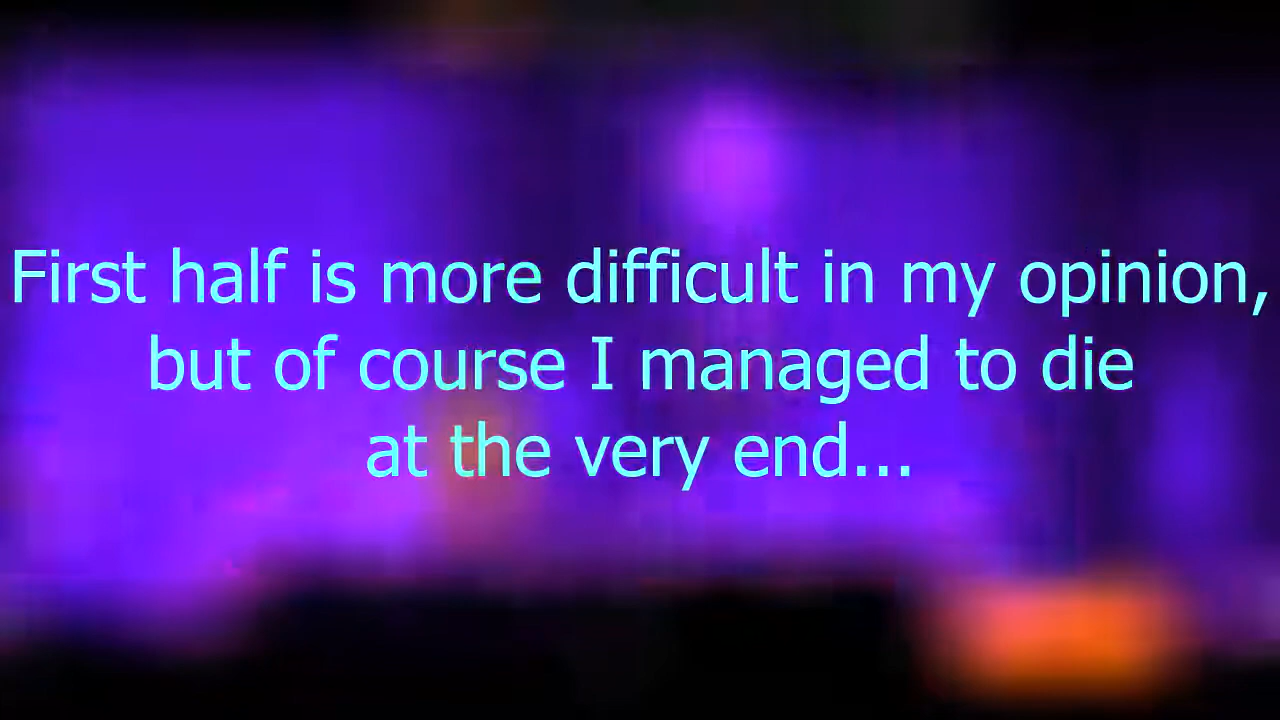 First half is more difficult in my opinion,
but of course I managed to die
at the very end...